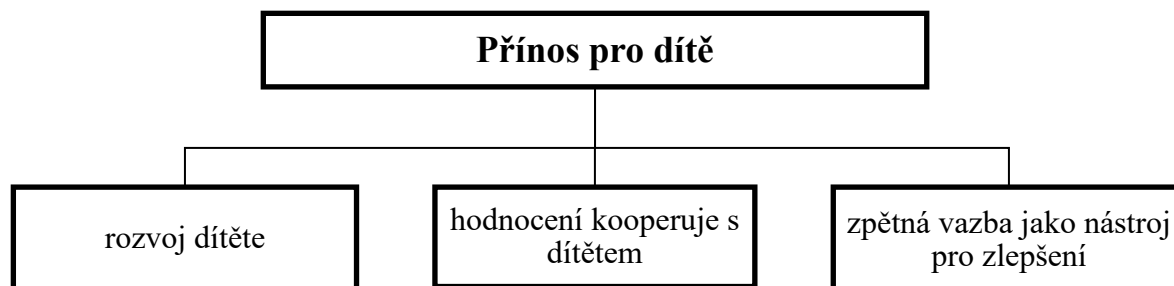 Přínos pro dítě
rozvoj dítěte
hodnocení kooperuje s
dítětem
zpětná vazba jako nástroj
pro zlepšení